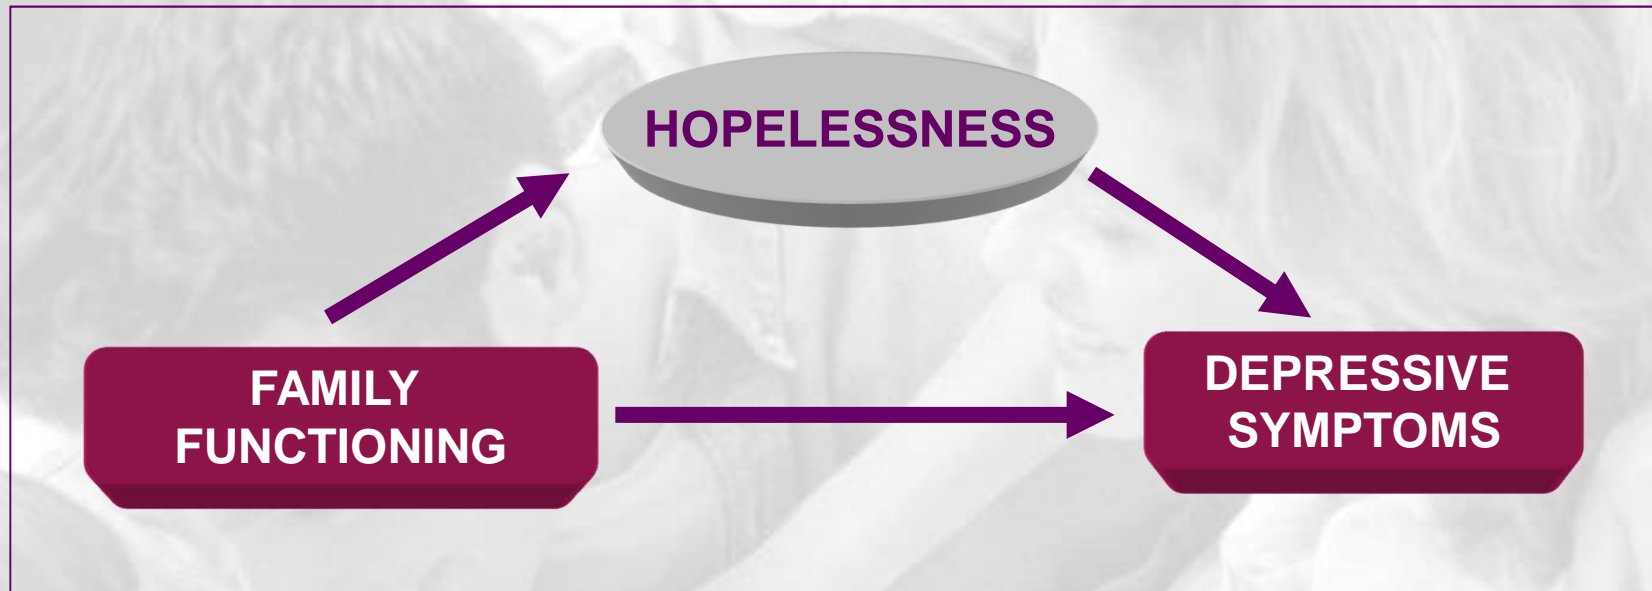 HOPELESSNESS
FAMILY
FUNCTIONING
DEPRESSIVE
SYMPTOMS